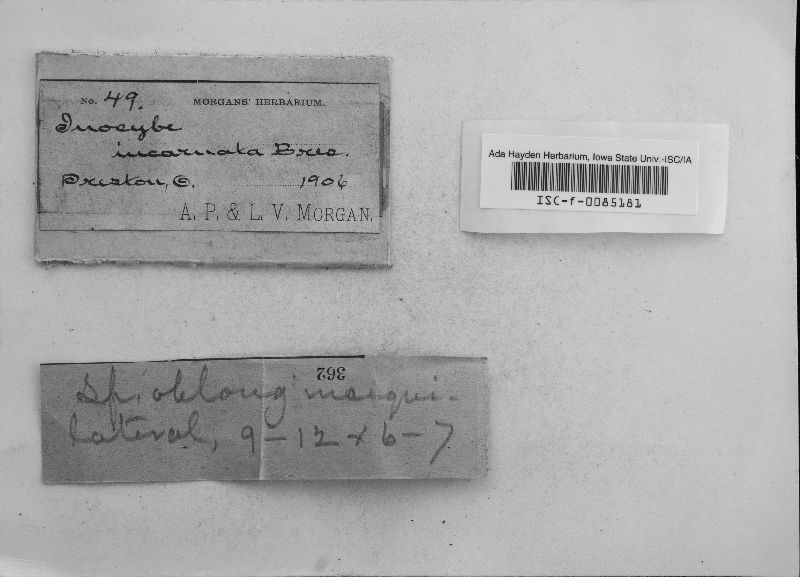 No. 49. MORGANS' HERBARIUM.
Inocybe
incarnata Bres.
Preston, O. 1906
A. P. & L. V. MORGAN.
Ada Hayden Herbarium, Iowa State Univ.-ISC/IA
ISC-f-0085181
362
Sp. oblong inequi-
lateral, 9-12 x 6-7